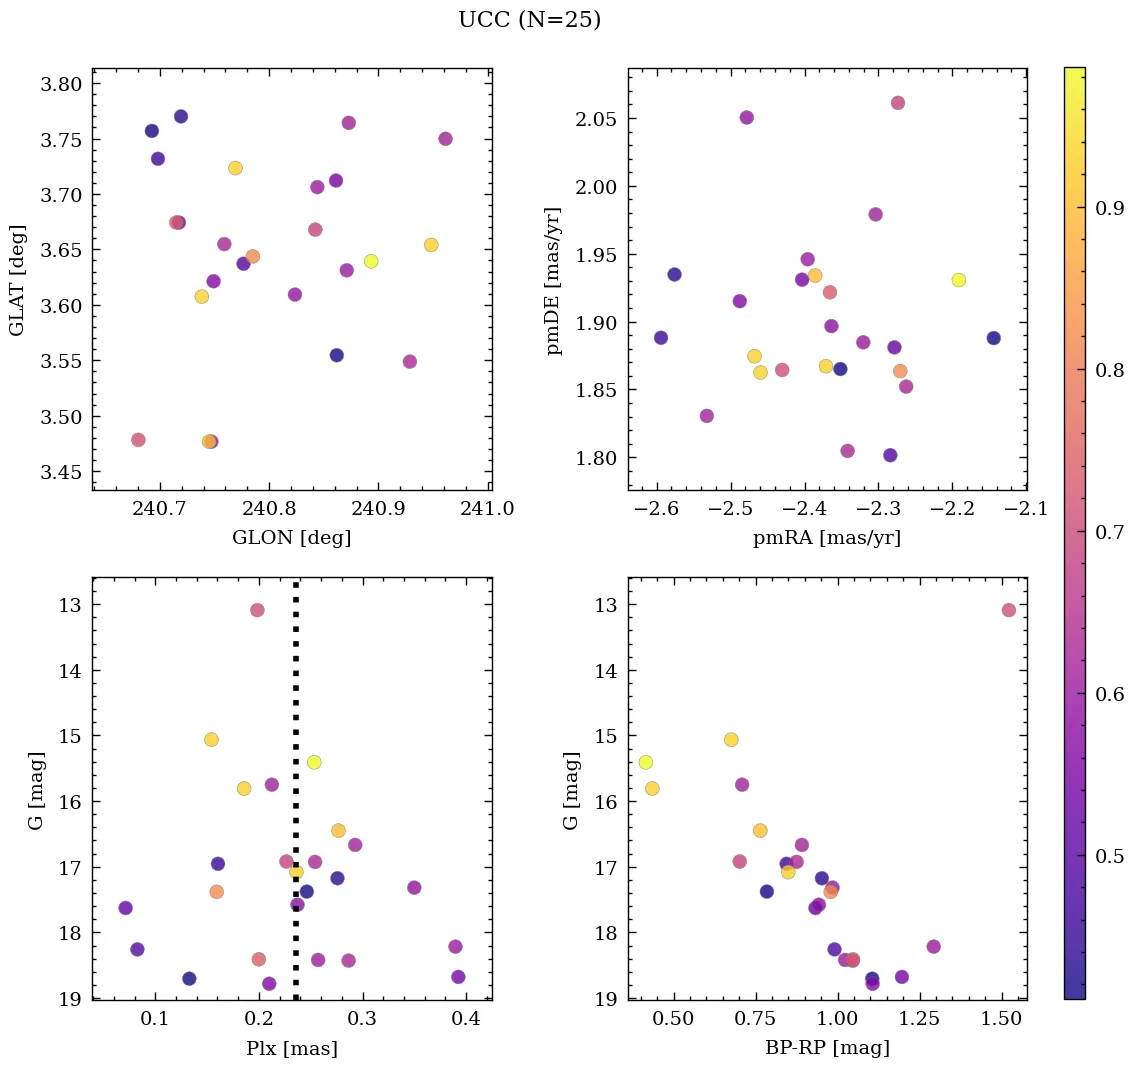 UCC (N=25)
3.80
3.75
3.70
3.65
3.60
3.55
3.50
3.45
GLAT [deg]
240.7 240.8 240.9 241.0
GLON [deg]
2.05
2.00
1.95
1.90
1.85
1.80
pmDE [mas/yr]
−2.6 −2.5 −2.4 −2.3 −2.2 −2.1
pmRA [mas/yr]
13
14
15
16
17
18
19
G [mag]
0.1 0.2 0.3 0.4
Plx [mas]
13
14
15
16
17
18
19
G [mag]
0.50 0.75 1.00 1.25 1.50
BP-RP [mag]
0.9
0.8
0.7
0.6
0.5